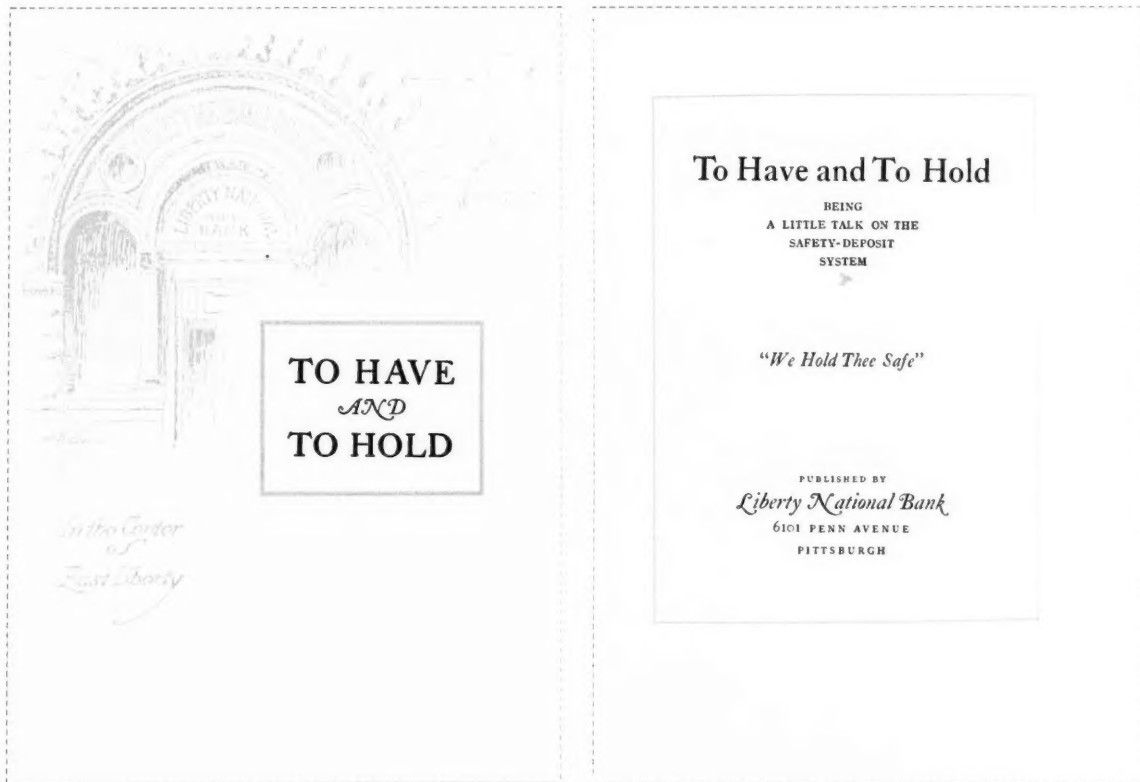 LIBERTY NATIONAL
BANK
TO HAVE
AND
TO HOLD
In the Center
of
East Liberty
To Have and To Hold
BEING
A LITTLE TALK ON THE
SAFETY-DEPOSIT
SYSTEM
"We Hold Thee Safe"
PUBLISHED BY
Liberty National Bank
6101 PENN AVENUE
PITTSBURGH